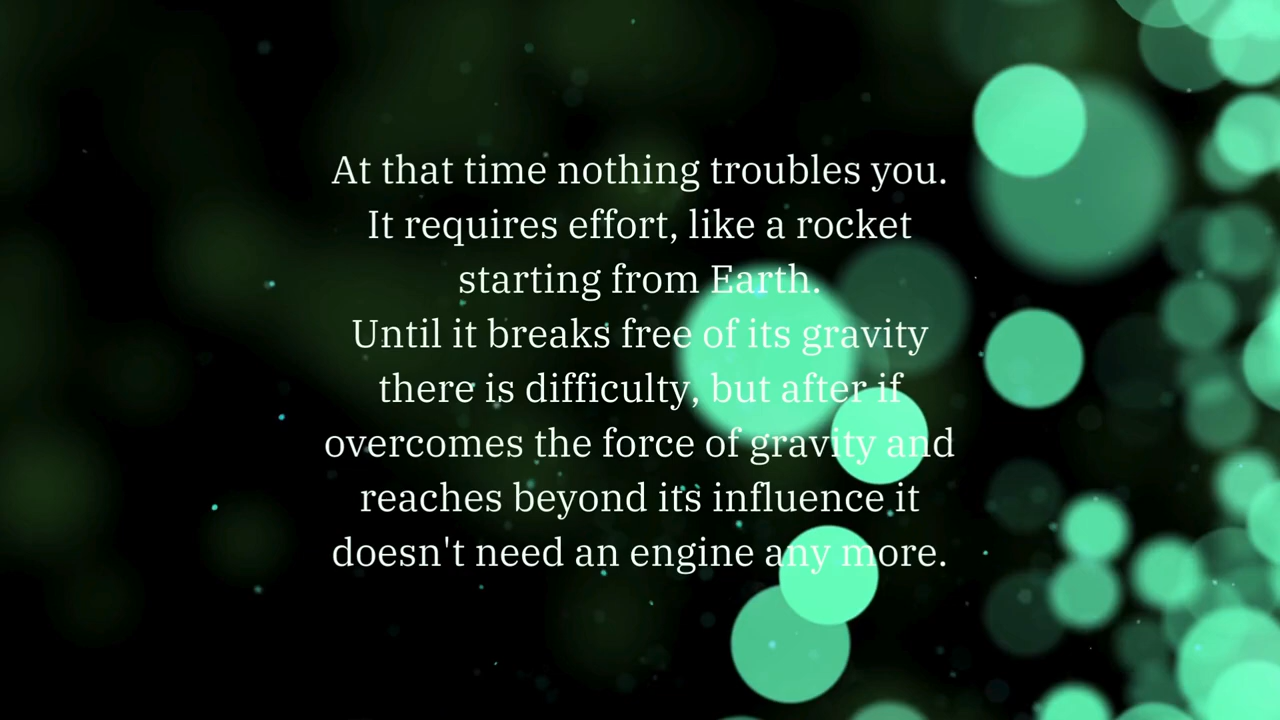 At that time nothing troubles you.
It requires effort, like a rocket
starting from Earth.
Until it breaks free of its gravity
there is difficulty, but after if
overcomes the force of gravity and
reaches beyond its influence it
doesn't need an engine any more.